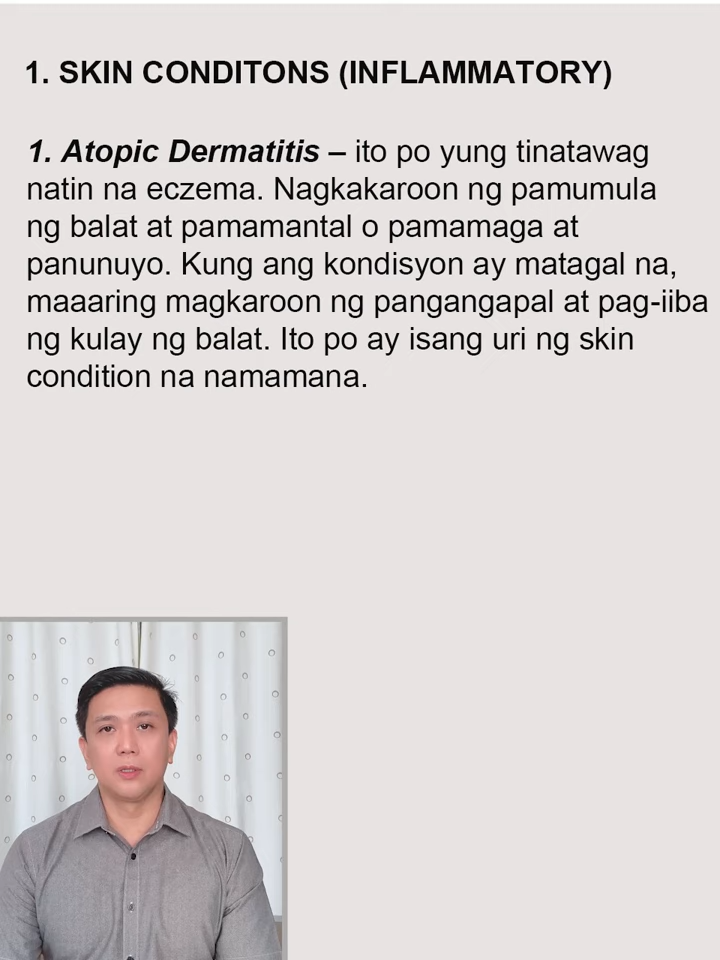 1. SKIN CONDITONS (INFLAMMATORY)
1. Atopic Dermatitis – ito po yung tinatawag
natin na eczema. Nagkakaroon ng pamumula
ng balat at pamamantal o pamamaga at
panunuyo. Kung ang kondisyon ay matagal na,
maaaring magkaroon ng pangangapal at pag-iiba
ng kulay ng balat. Ito po ay isang uri ng skin
condition na namamana.